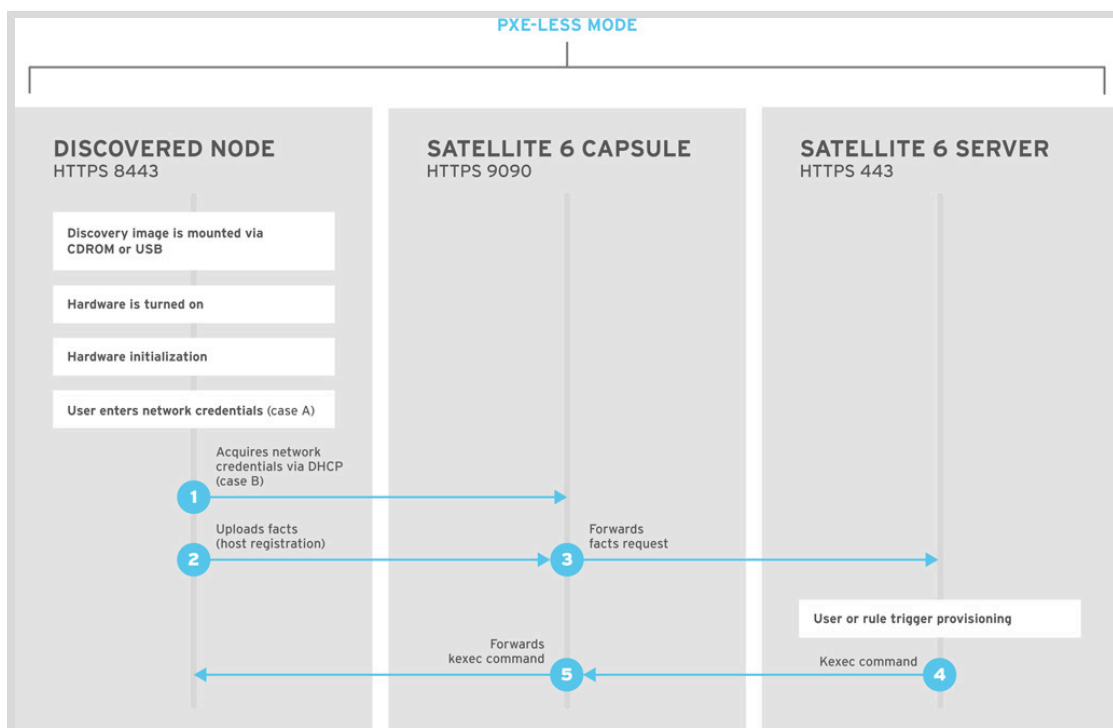 PXE-LESS MODE
DISCOVERED NODE
HTTPS 8443
SATELLITE 6 CAPSULE
HTTPS 9090
SATELLITE 6 SERVER
HTTPS 443
Discovery image is mounted via
CDROM or USB
Hardware is turned on
Hardware initialization
User enters network credentials (case A)
Acquires network
credentials via DHCP
(case B)
1
Uploads facts
(host registration)
2
Forwards
facts request
3
User or rule trigger provisioning
Kexec command
4
Forwards
kexec command
5